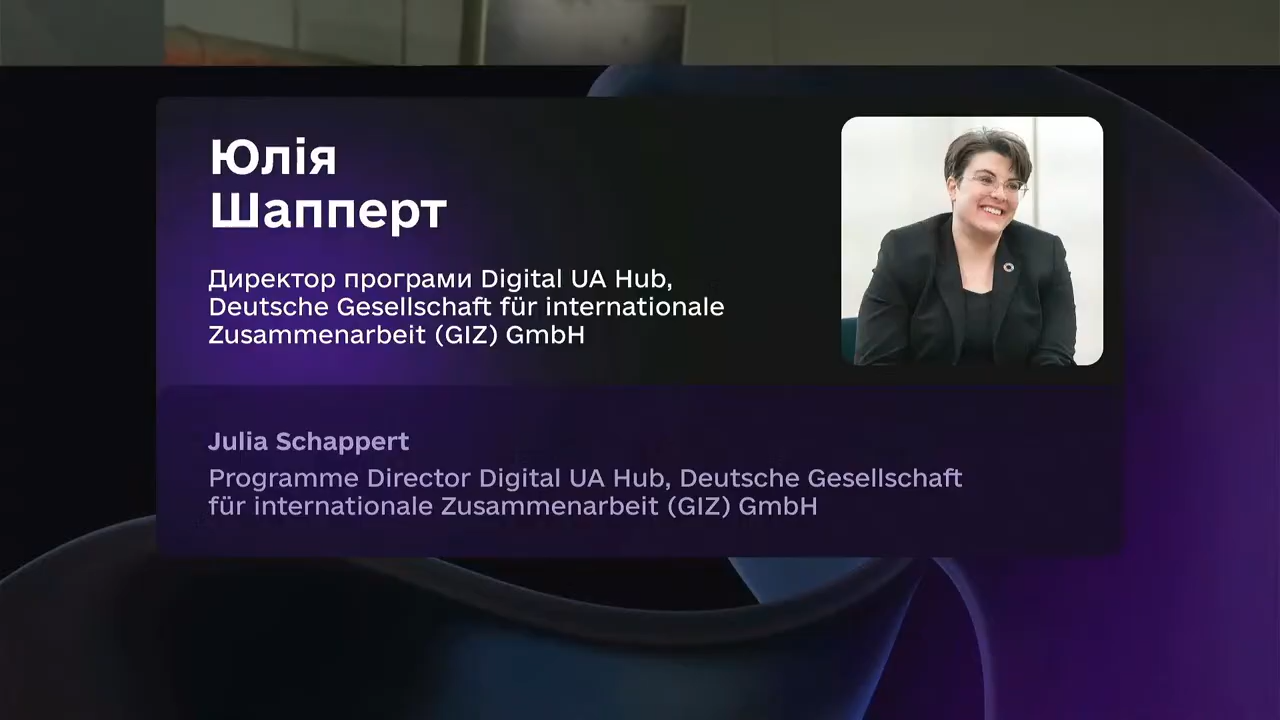 Юлія
Шапперт
Директор програми Digital UA Hub,
Deutsche Gesellschaft für internationale
Zusammenarbeit (GIZ) GmbH
Julia Schappert
Programme Director Digital UA Hub, Deutsche Gesellschaft
für internationale Zusammenarbeit (GIZ) GmbH